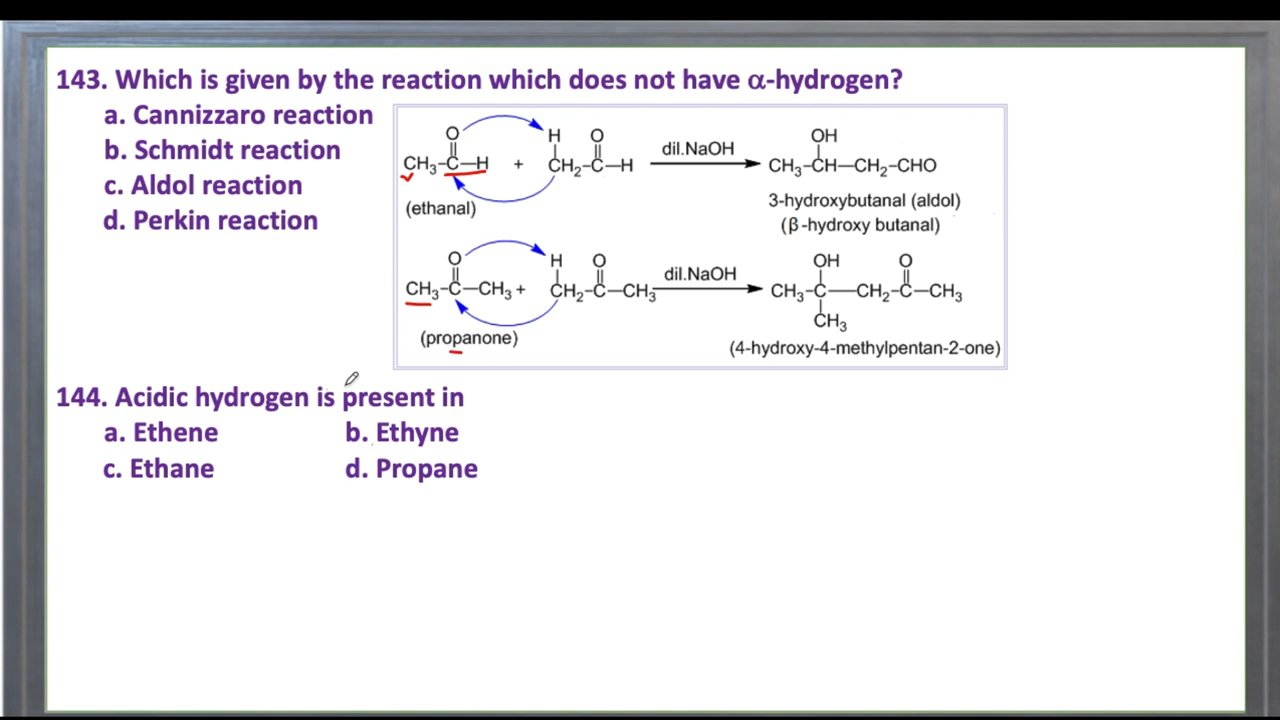 143. Which is given by the reaction which does not have α-hydrogen?
a. Cannizzaro reaction
b. Schmidt reaction
c. Aldol reaction
d. Perkin reaction
O H O OH
CH3-C—H + CH2-C—H dil.NaOH CH3-CH—CH2-CHO
(ethanal) 3-hydroxybutanal (aldol)
(β-hydroxy butanal)
O H O OH O
CH3-C—CH3 + CH2-C—CH3 dil.NaOH CH3-C—CH2-C—CH3
CH3
(propanone) (4-hydroxy-4-methylpentan-2-one)
144. Acidic hydrogen is present in
a. Ethene b. Ethyne
c. Ethane d. Propane